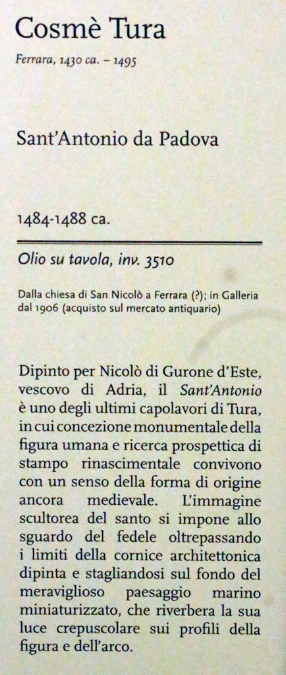 Cosmè Tura
Ferrara, 1430 ca. – 1495
Sant'Antonio da Padova
1484-1488 ca.
Olio su tavola, inv. 3510
Dalla chiesa di San Nicolò a Ferrara (?); in Galleria
dal 1906 (acquisto sul mercato antiquario)
Dipinto per Nicolò di Gurone d'Este,
vescovo di Adria, il Sant'Antonio
è uno degli ultimi capolavori di Tura,
in cui concezione monumentale della
figura umana e ricerca prospettica di
stampo rinascimentale convivono
con un senso della forma di origine
ancora medievale. L'immagine
scultorea del santo si impone allo
sguardo del fedele oltrepassando
i limiti della cornice architettonica
dipinta e stagliandosi sul fondo del
meraviglioso paesaggio marino
miniaturizzato, che riverbera la sua
luce crepuscolare sui profili della
figura e dell'arco.